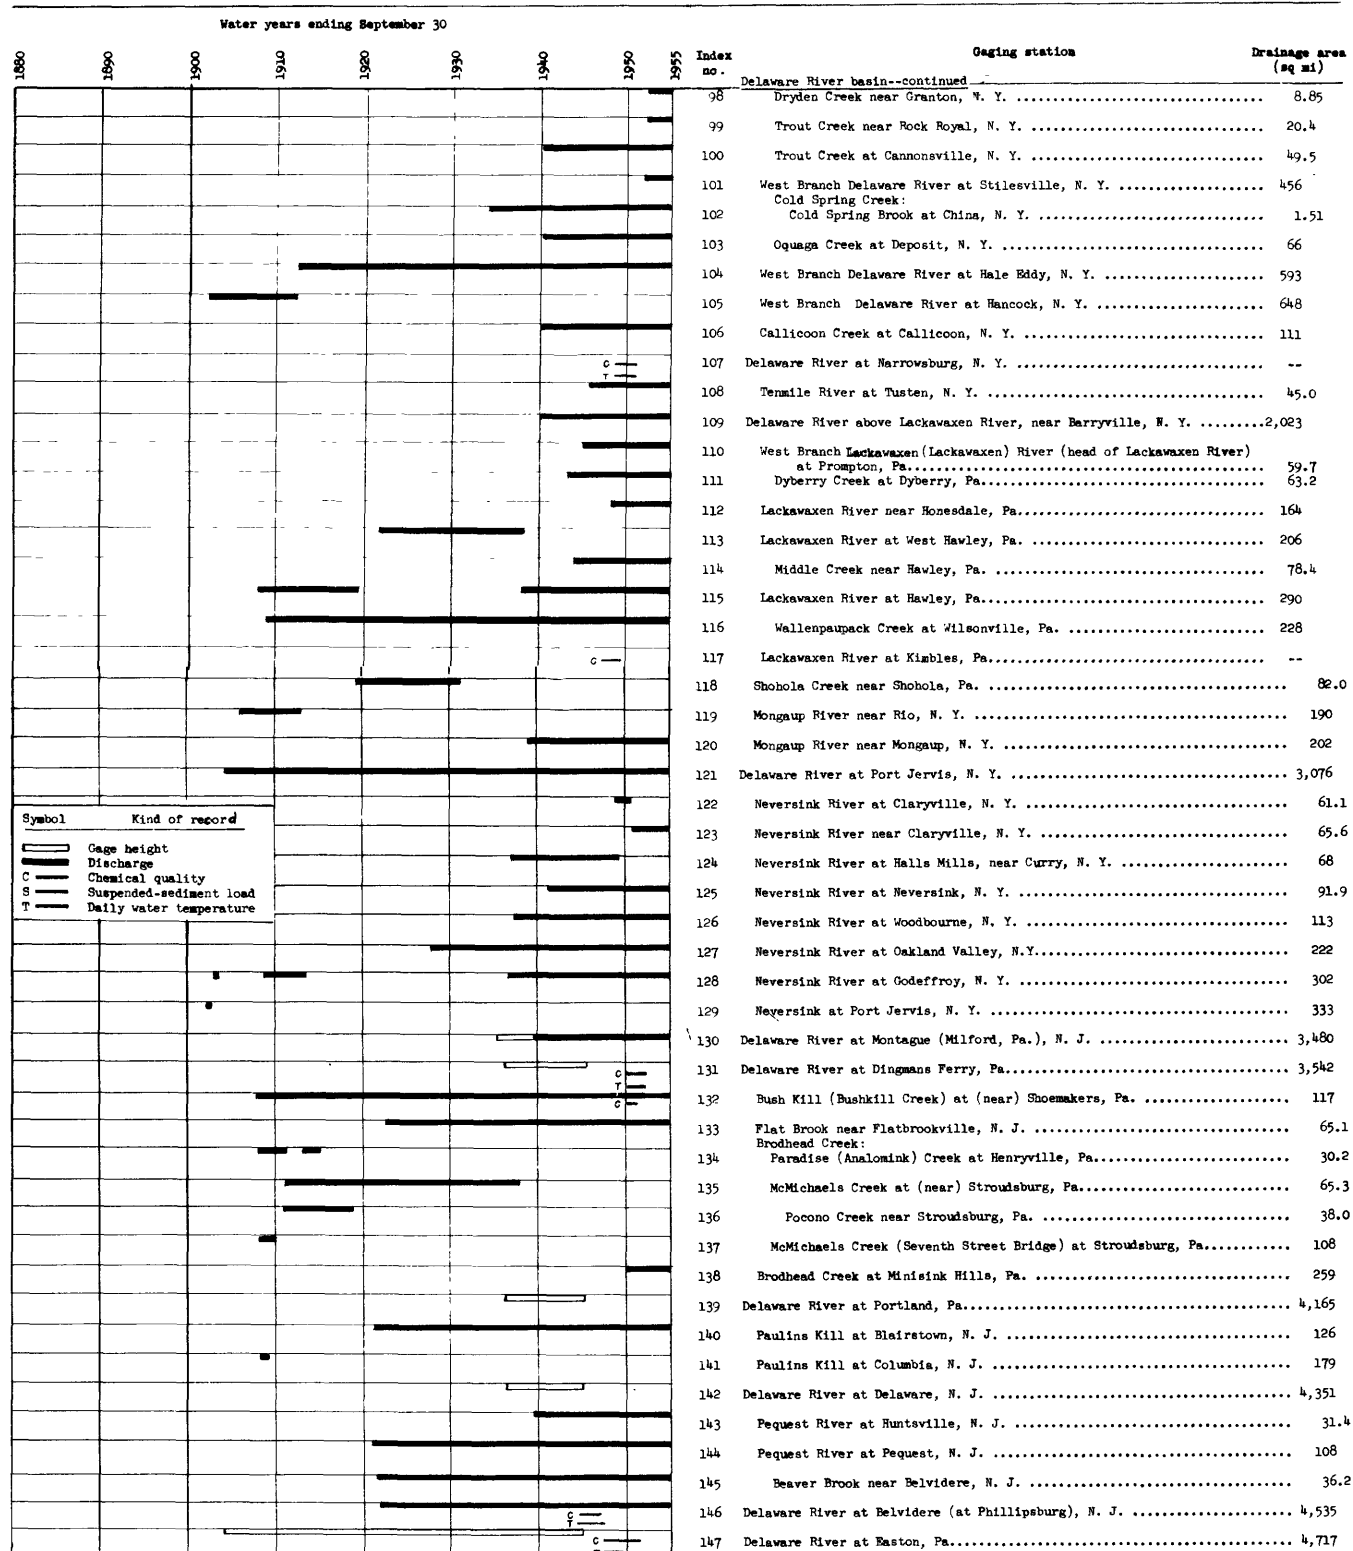 Water years ending September 30
1880 1890 1900 1910 1920 1930 1940 1950 1955
Index no. Gaging station Drainage area (sq mi)
Delaware River basin--continued
98 Dryden Creek near Granton, N. Y. 8.85
99 Trout Creek near Rock Royal, N. Y. 20.4
100 Trout Creek at Cannonsville, N. Y. 49.5
101 West Branch Delaware River at Stilesville, N. Y. 456
Cold Spring Creek:
102 Cold Spring Brook at China, N. Y. 1.51
103 Oquaga Creek at Deposit, N. Y. 66
104 West Branch Delaware River at Hale Eddy, N. Y. 593
105 West Branch Delaware River at Hancock, N. Y. 648
106 Callicoon Creek at Callicoon, N. Y. 111
C
107 Delaware River at Narrowsburg, N. Y. --
T
108 Tenmile River at Tusten, N. Y. 45.0
109 Delaware River above Lackawaxen River, near Barryville, N. Y. 2,023
110 West Branch Lackawaxen (Lackawaxen) River (head of Lackawaxen River)
at Prompton, Pa. 59.7
111 Dyberry Creek at Dyberry, Pa. 63.2
112 Lackawaxen River near Honesdale, Pa. 164
113 Lackawaxen River at West Hawley, Pa. 206
114 Middle Creek near Hawley, Pa. 78.4
115 Lackawaxen River at Hawley, Pa. 290
116 Wallenpaupack Creek at Wilsonville, Pa. 228
C
117 Lackawaxen River at Kimbles, Pa. --
118 Shohola Creek near Shohola, Pa. 82.0
119 Mongaup River near Rio, N. Y. 190
120 Mongaup River near Mongaup, N. Y. 202
121 Delaware River at Port Jervis, N. Y. 3,076
122 Neversink River at Claryville, N. Y. 61.1
123 Neversink River near Claryville, N. Y. 65.6
124 Neversink River at Halls Mills, near Curry, N. Y. 68
125 Neversink River at Neversink, N. Y. 91.9
126 Neversink River at Woodbourne, N. Y. 113
127 Neversink River at Oakland Valley, N.Y. 222
128 Neversink River at Godeffroy, N. Y. 302
129 Neversink at Port Jervis, N. Y. 333
130 Delaware River at Montague (Milford, Pa.), N. J. 3,480
131 Delaware River at Dingmans Ferry, Pa. 3,542
C
T
132 Bush Kill (Bushkill Creek) at (near) Shoemakers, Pa. 117
C
133 Flat Brook near Flatbrookville, N. J. 65.1
Brodhead Creek:
134 Paradise (Analomink) Creek at Henryville, Pa. 30.2
135 McMichaels Creek at (near) Stroudsburg, Pa. 65.3
136 Pocono Creek near Stroudsburg, Pa. 38.0
137 McMichaels Creek (Seventh Street Bridge) at Stroudsburg, Pa. 108
138 Brodhead Creek at Minisink Hills, Pa. 259
139 Delaware River at Portland, Pa. 4,165
140 Paulins Kill at Blairstown, N. J. 126
141 Paulins Kill at Columbia, N. J. 179
142 Delaware River at Delaware, N. J. 4,351
143 Pequest River at Huntsville, N. J. 31.4
144 Pequest River at Pequest, N. J. 108
145 Beaver Brook near Belvidere, N. J. 36.2
146 Delaware River at Belvidere (at Phillipsburg), N. J. 4,535
C
T
147 Delaware River at Easton, Pa. 4,717
C
Symbol Kind of record
Gage height
Discharge
C Chemical quality
S Suspended-sediment load
T Daily water temperature